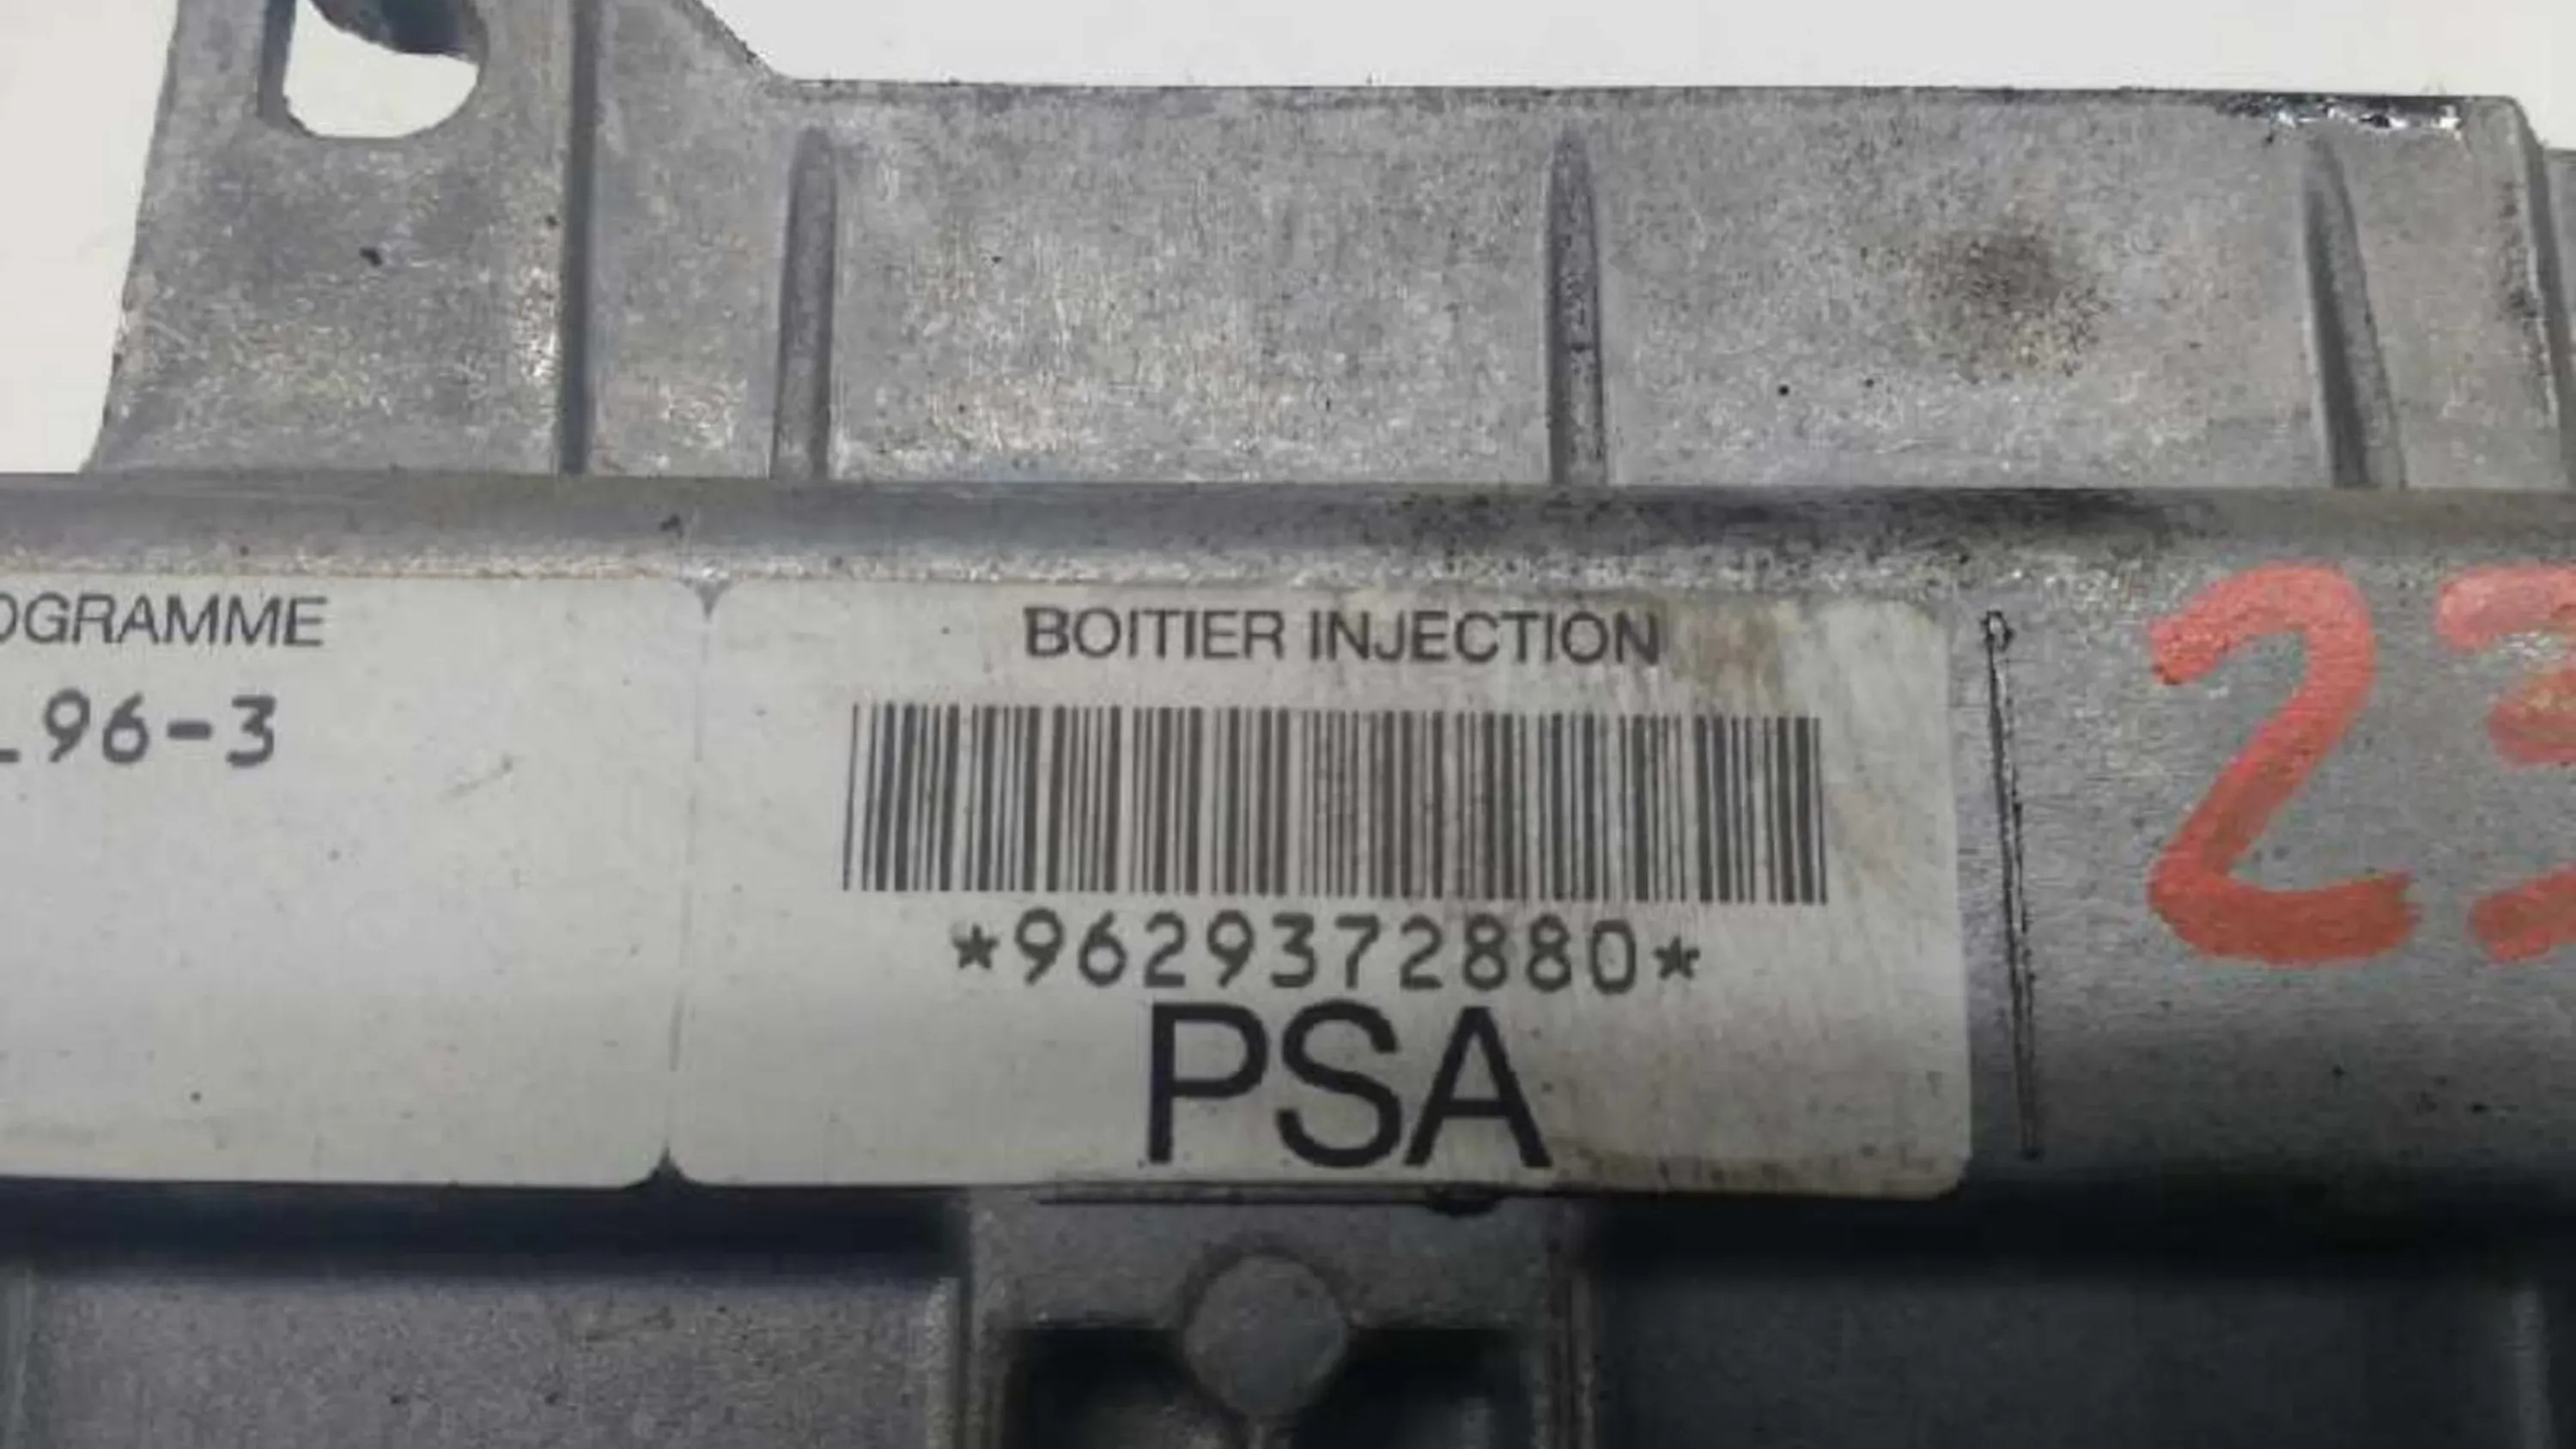 OGRAMME
96-3
BOITIER INJECTION
*9629372880*
PSA
23